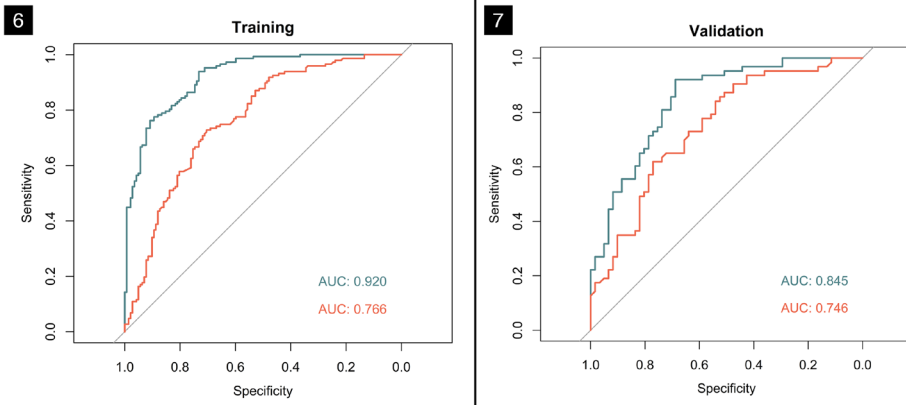 6
Training
1.0
0.8
0.6
0.4
0.2
0.0
Sensitivity
AUC: 0.920
AUC: 0.766
1.0 0.8 0.6 0.4 0.2 0.0
Specificity
7
Validation
1.0
0.8
0.6
0.4
0.2
0.0
Sensitivity
AUC: 0.845
AUC: 0.746
1.0 0.8 0.6 0.4 0.2 0.0
Specificity